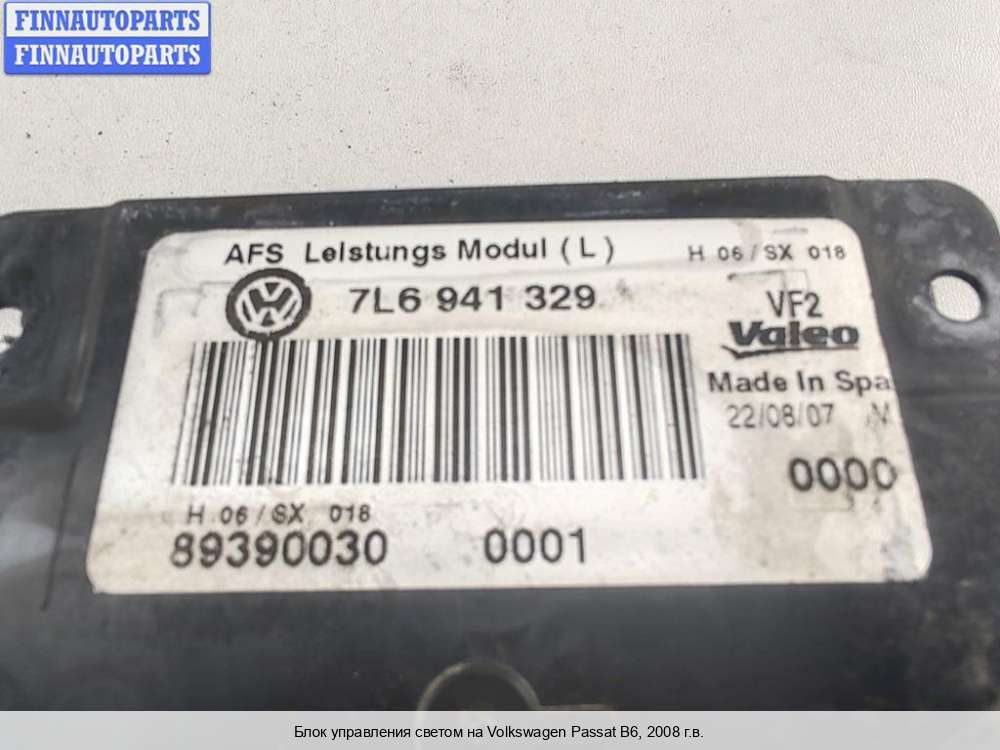 FINNAUTOPARTS
FINNAUTOPARTS
AFS Leistungs Modul (L)
H 06/SX 018
7L6 941 329
VF2
Valeo
Made In Spa
22/08/07
0000
H 06/SX 018
89390030 0001
Блок управления светом на Volkswagen Passat B6, 2008 г.в.